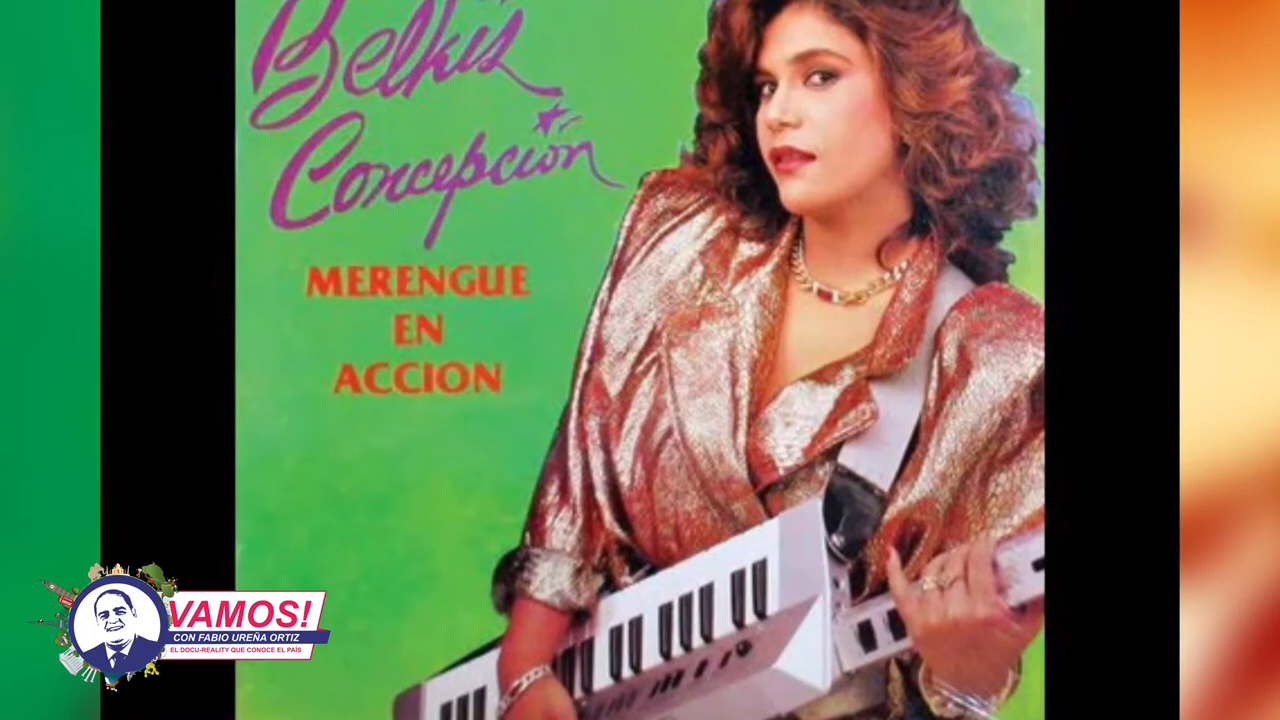 Belkis
Concepción
MERENGUE
EN
ACCION
VAMOS!
CON FABIO UREÑA ORTIZ
EL DOCU-REALITY QUE CONOCE EL PAÍS